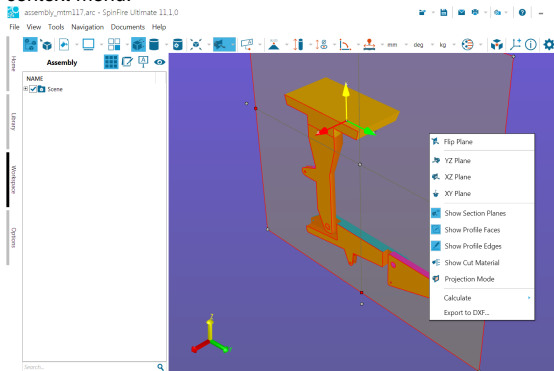 context menu.
assembly_mtm117.arc - SpinFire Ultimate 11,1,0
File View Tools Navigation Documents Help
mm deg kg
Home
Library
Workspace
Options
Assembly
NAME
Scene
Flip Plane
YZ Plane
XZ Plane
XY Plane
Show Section Planes
Show Profile Faces
Show Profile Edges
Show Cut Material
Projection Mode
Calculate
Export to DXF...
Z
Search...